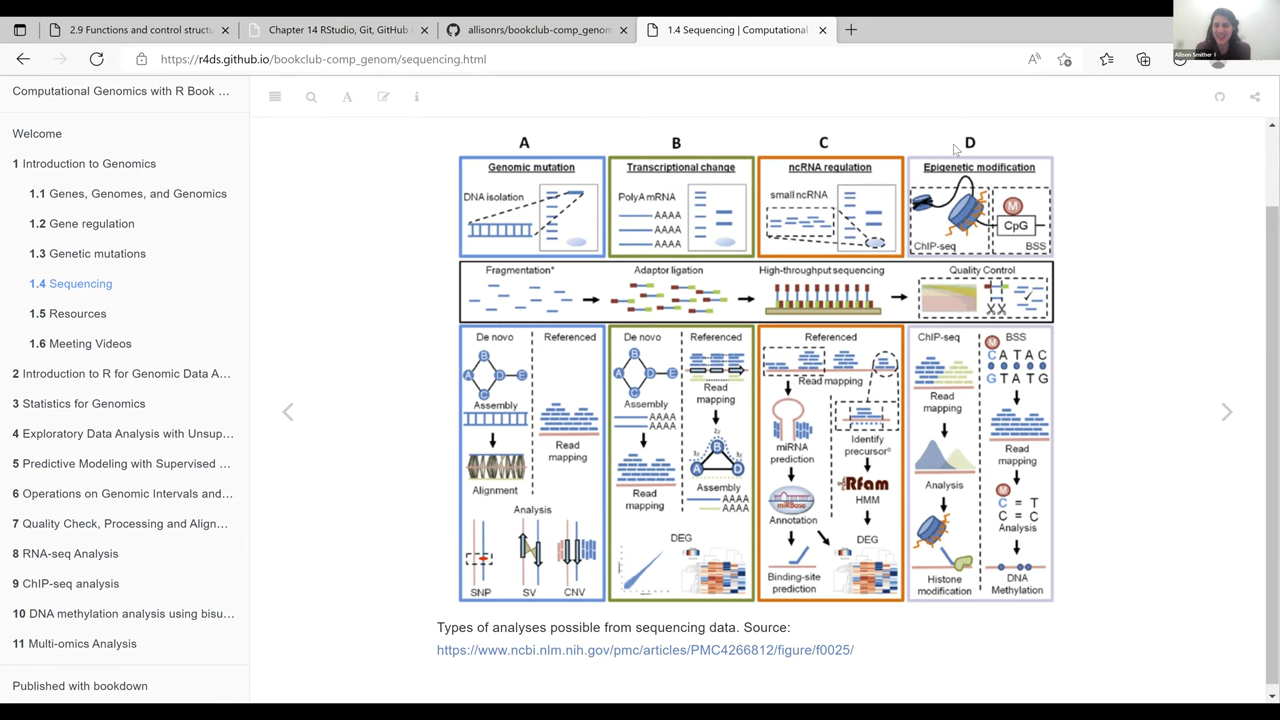 2.9 Functions and control structu
Chapter 14 RStudio, Git, GitHub
allisonrs/bookclub-comp_genom
1.4 Sequencing | Computational
https://r4ds.github.io/bookclub-comp_genom/sequencing.html
Allison Smither
Computational Genomics with R Book ...
Welcome
1 Introduction to Genomics
1.1 Genes, Genomes, and Genomics
1.2 Gene regulation
1.3 Genetic mutations
1.4 Sequencing
1.5 Resources
1.6 Meeting Videos
2 Introduction to R for Genomic Data A...
3 Statistics for Genomics
4 Exploratory Data Analysis with Unsup...
5 Predictive Modeling with Supervised ...
6 Operations on Genomic Intervals and...
7 Quality Check, Processing and Align...
8 RNA-seq Analysis
9 ChIP-seq analysis
10 DNA methylation analysis using bisu...
11 Multi-omics Analysis
Published with bookdown
A B C D
Genomic mutation
DNA isolation
Transcriptional change
PolyA mRNA
AAAA
AAAA
AAAA
ncRNA regulation
small ncRNA
Epigenetic modification
M
CpG
ChIP-seq BSS
Fragmentation* Adaptor ligation High-throughput sequencing Quality Control
De novo Referenced
B
A D E
C
Assembly
Read
mapping
Alignment
Analysis
SNP SV CNV
De novo Referenced
B
A D E
C
Read
mapping
Assembly
AAAA
AAAA
B
A D
Read
mapping
Assembly
AAAA
AAAA
DEG
Referenced
Read mapping
miRNA
prediction
Identify
precursor°
Rfam
HMM
miRBase
Annotation
DEG
Binding-site
prediction
ChIP-seq BSS
M
C A T A C
G T A T G
Read
mapping
Read
mapping
Analysis
M
C = T
C = C
Analysis
Histone
modification
DNA
Methylation
Types of analyses possible from sequencing data. Source:
https://www.ncbi.nlm.nih.gov/pmc/articles/PMC4266812/figure/f0025/